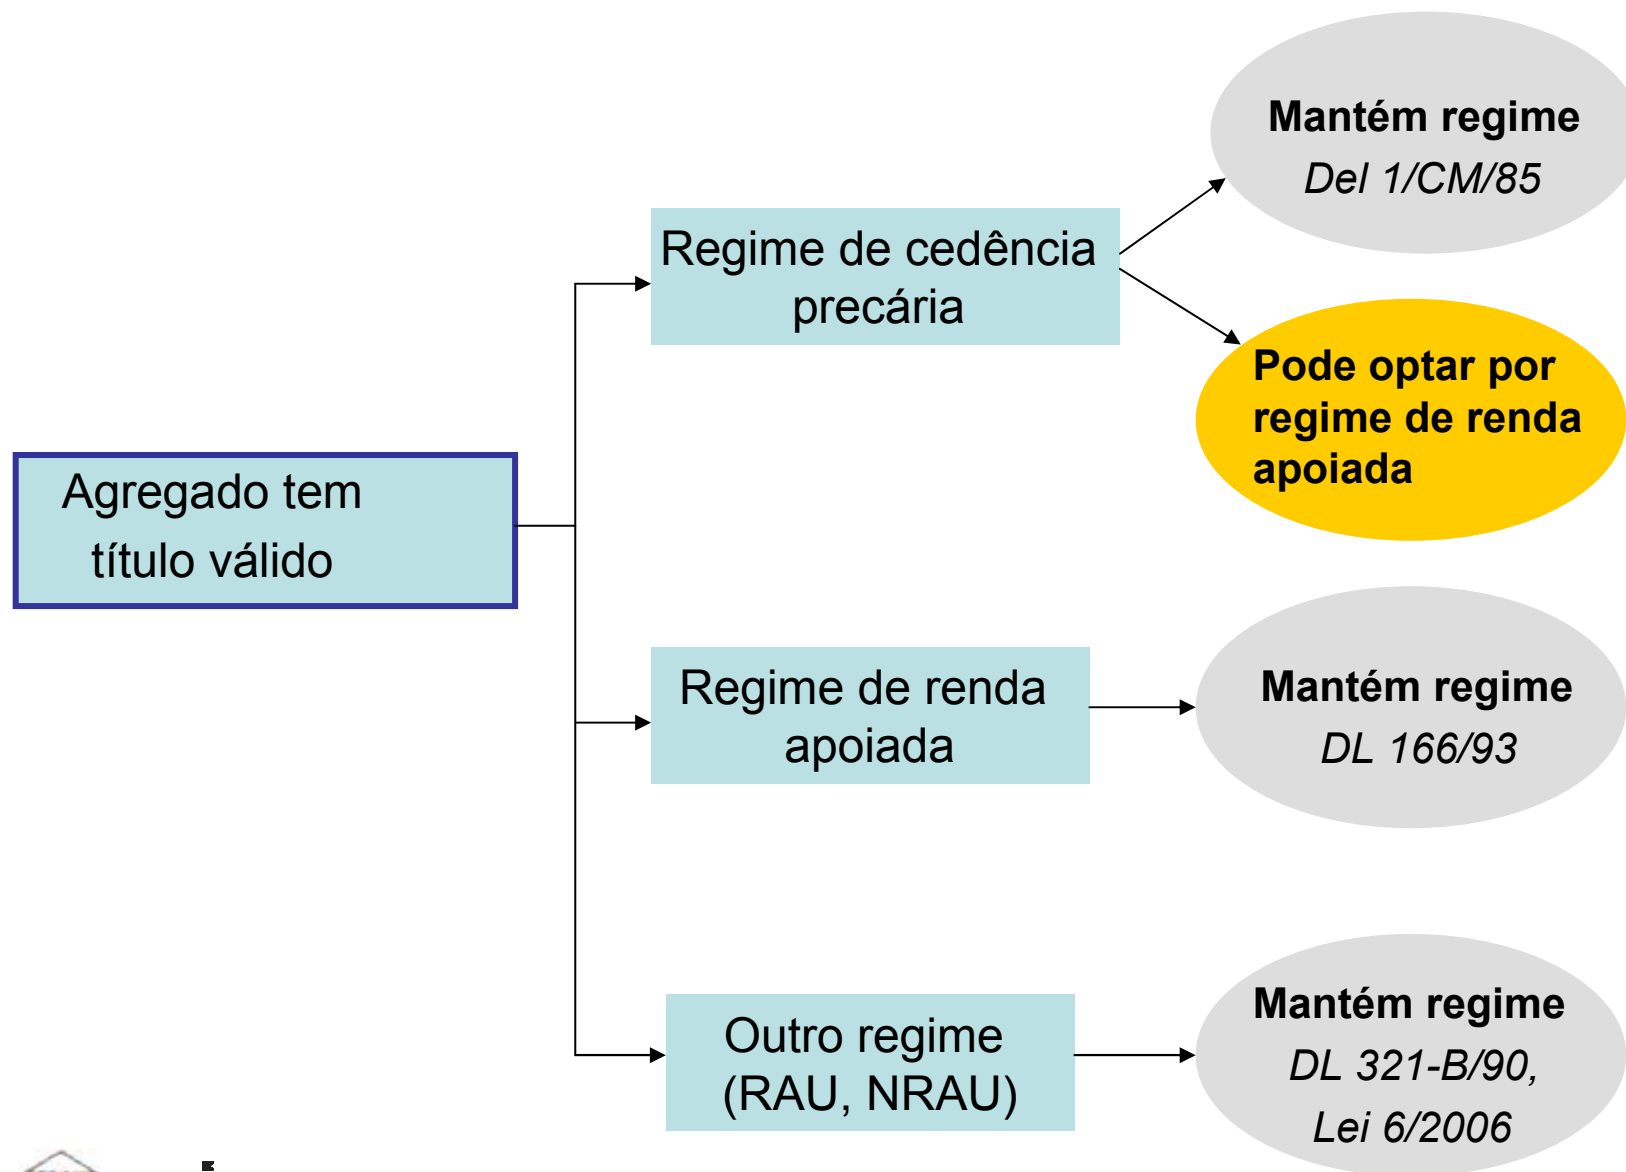 Mantém regime
Del 1/CM/85
Regime de cedência
precária
Pode optar por
regime de renda
apoiada
Agregado tem
título válido
Regime de renda
apoiada
Mantém regime
DL 166/93
Outro regime
(RAU, NRAU)
Mantém regime
DL 321-B/90,
Lei 6/2006